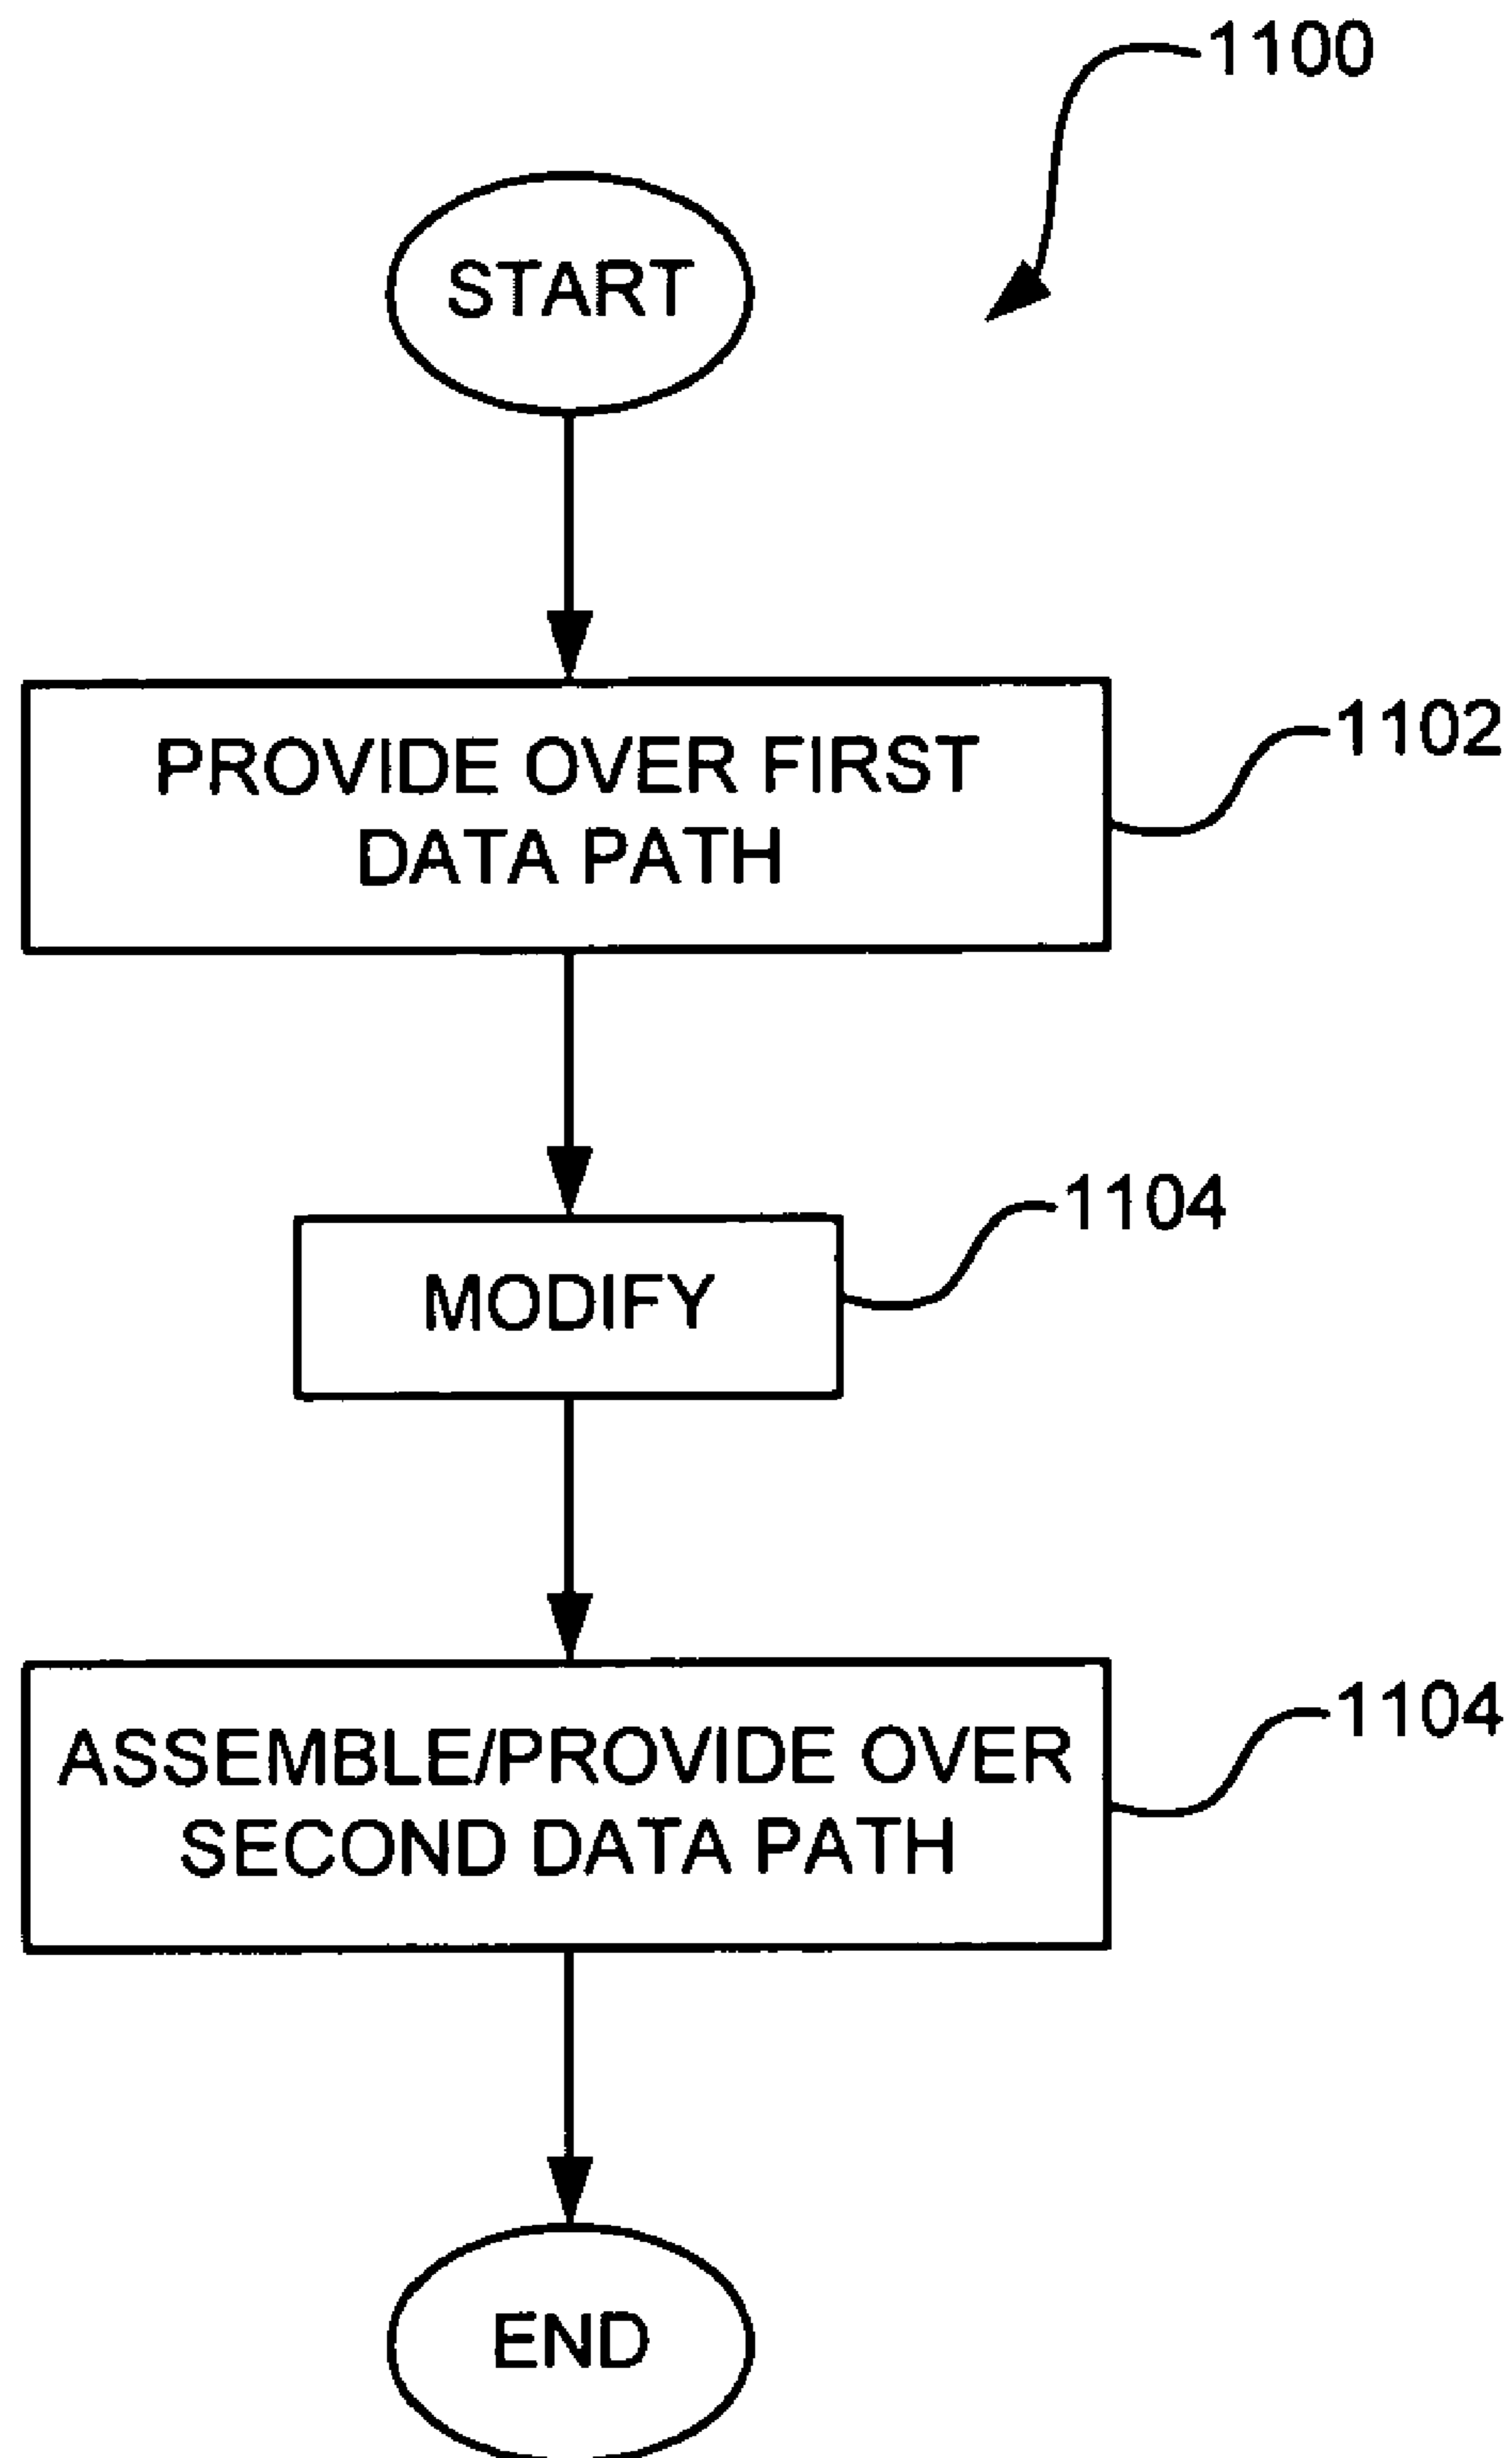 1100
START
PROVIDE OVER FIRST
DATA PATH
1102
MODIFY
1104
ASSEMBLE/PROVIDE OVER
SECOND DATA PATH
1104
END